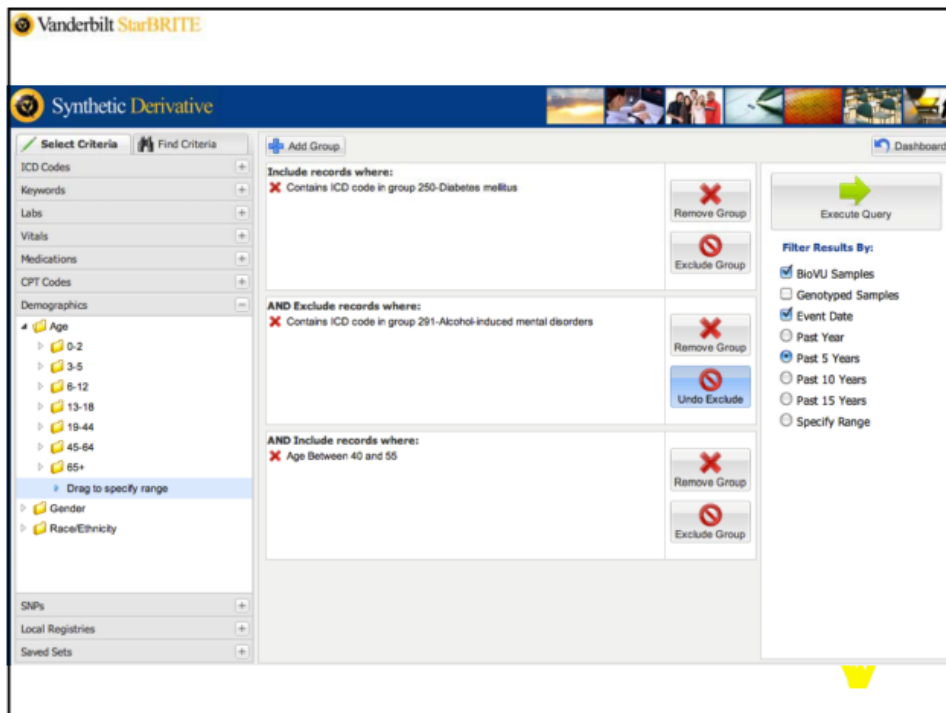 Vanderbilt StarBRITE
Synthetic Derivative
Select Criteria
Find Criteria
ICD Codes
Keywords
Labs
Vitals
Medications
CPT Codes
Demographics
Age
0-2
3-5
6-12
13-18
19-44
45-64
65+
Drag to specify range
Gender
Race/Ethnicity
SNPs
Local Registries
Saved Sets
Add Group
Include records where:
Contains ICD code in group 250-Diabetes mellitus
Remove Group
Exclude Group
AND Exclude records where:
Contains ICD code in group 291-Alcohol-induced mental disorders
Remove Group
Undo Exclude
AND Include records where:
Age Between 40 and 55
Remove Group
Exclude Group
Dashboard
Execute Query
Filter Results By:
BioVU Samples
Genotyped Samples
Event Date
Past Year
Past 5 Years
Past 10 Years
Past 15 Years
Specify Range